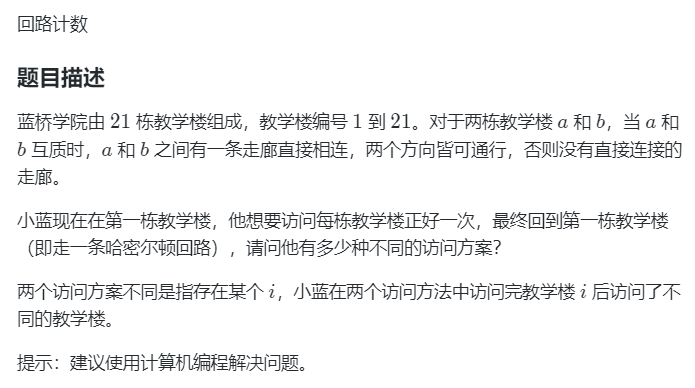 回路计数
题目描述
蓝桥学院由 21 栋教学楼组成，教学楼编号 1 到 21。对于两栋教学楼 a 和 b，当 a 和
b 互质时，a 和 b 之间有一条走廊直接相连，两个方向皆可通行，否则没有直接连接的
走廊。
小蓝现在在第一栋教学楼，他想要访问每栋教学楼正好一次，最终回到第一栋教学楼
（即走一条哈密尔顿回路），请问他有多少种不同的访问方案？
两个访问方案不同是指存在某个 i，小蓝在两个访问方法中访问完教学楼 i 后访问了不
同的教学楼。
提示：建议使用计算机编程解决问题。